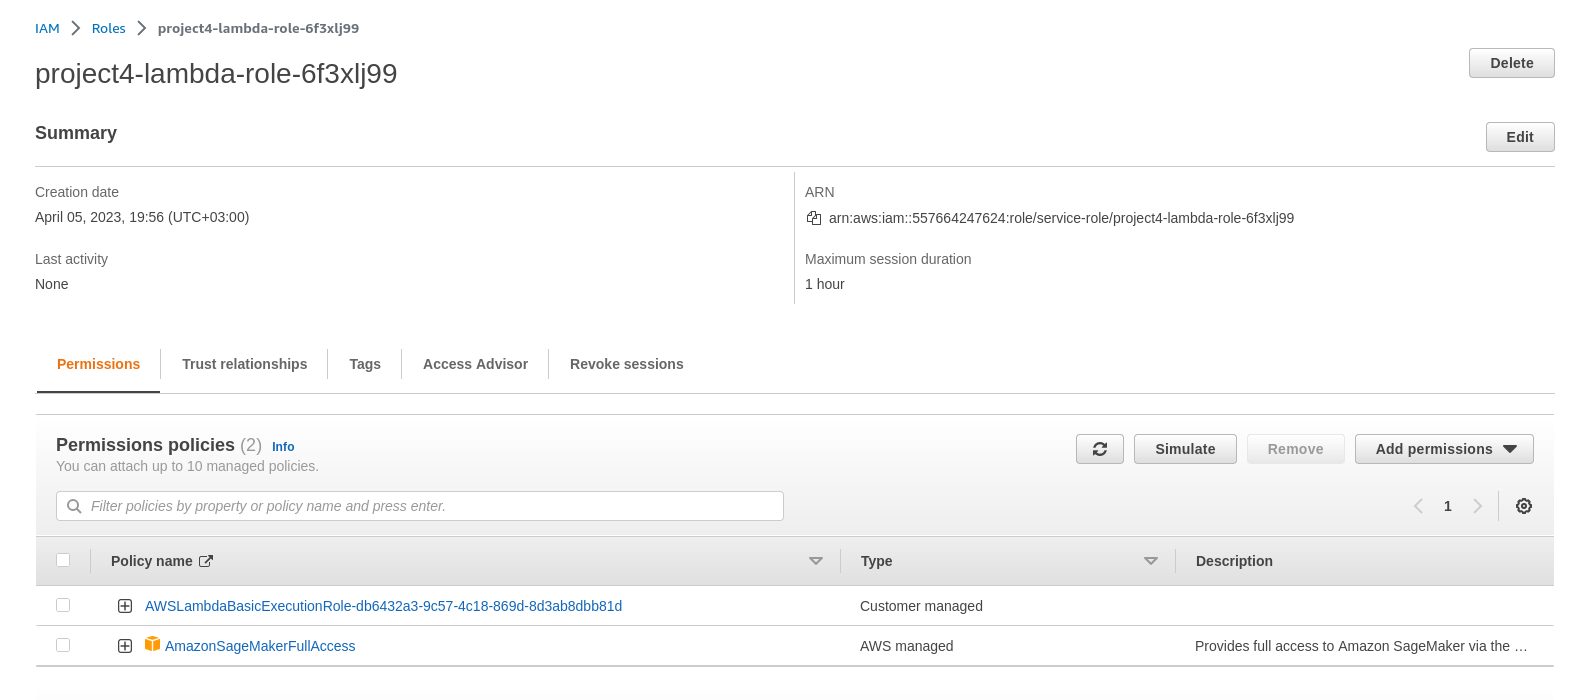 IAM > Roles > project4-lambda-role-6f3xlj99
project4-lambda-role-6f3xlj99
Delete
Summary
Edit
Creation date
April 05, 2023, 19:56 (UTC+03:00)
ARN
arn:aws:iam::557664247624:role/service-role/project4-lambda-role-6f3xlj99
Last activity
None
Maximum session duration
1 hour
Permissions Trust relationships Tags Access Advisor Revoke sessions
Permissions policies (2) Info
You can attach up to 10 managed policies.
Simulate Remove Add permissions
Filter policies by property or policy name and press enter.
1
Policy name Type Description
AWSLambdaBasicExecutionRole-db6432a3-9c57-4c18-869d-8d3ab8dbb81d Customer managed
AmazonSageMakerFullAccess AWS managed Provides full access to Amazon SageMaker via the …